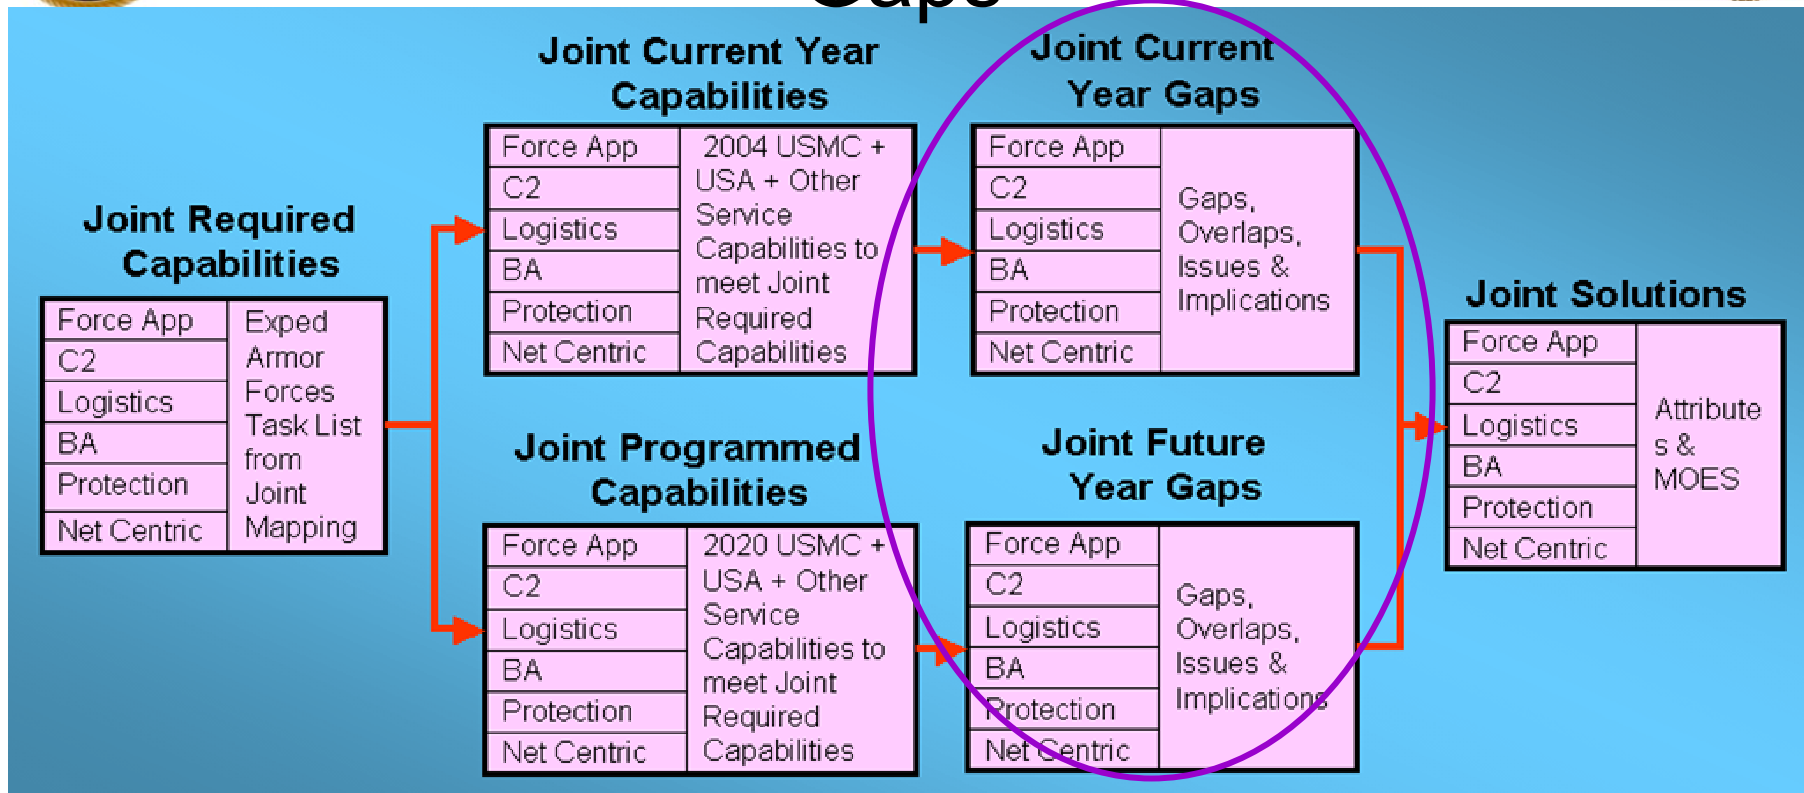 Gaps
Joint Required
Capabilities
Force App
C2
Logistics
BA
Protection
Net Centric
Exped
Armor
Forces
Task List
from
Joint
Mapping
Joint Current Year
Capabilities
Force App
C2
Logistics
BA
Protection
Net Centric
2004 USMC +
USA + Other
Service
Capabilities to
meet Joint
Required
Capabilities
Joint Programmed
Capabilities
Force App
C2
Logistics
BA
Protection
Net Centric
2020 USMC +
USA + Other
Service
Capabilities to
meet Joint
Required
Capabilities
Joint Current
Year Gaps
Force App
C2
Logistics
BA
Protection
Net Centric
Gaps,
Overlaps,
Issues &
Implications
Joint Future
Year Gaps
Force App
C2
Logistics
BA
Protection
Net Centric
Gaps,
Overlaps,
Issues &
Implications
Joint Solutions
Force App
C2
Logistics
BA
Protection
Net Centric
Attribute
s &
MOES